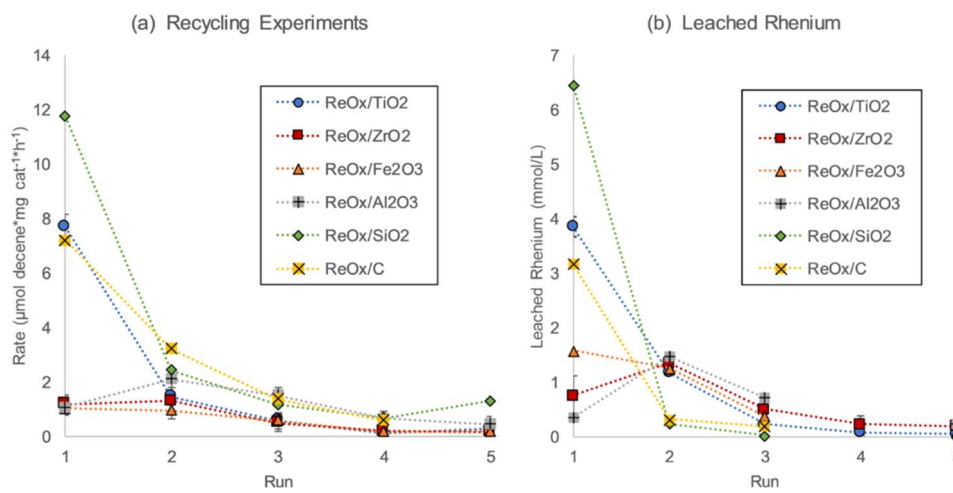 (a) Recycling Experiments
14
12
10
8
6
4
2
0
Rate (μmol decene*mg cat⁻¹*h⁻¹)
ReOx/TiO2
ReOx/ZrO2
ReOx/Fe2O3
ReOx/Al2O3
ReOx/SiO2
ReOx/C
1 2 3 4 5
Run
(b) Leached Rhenium
7
6
5
4
3
2
1
0
Leached Rhenium (mmol/L)
ReOx/TiO2
ReOx/ZrO2
ReOx/Fe2O3
ReOx/Al2O3
ReOx/SiO2
ReOx/C
1 2 3 4
Run